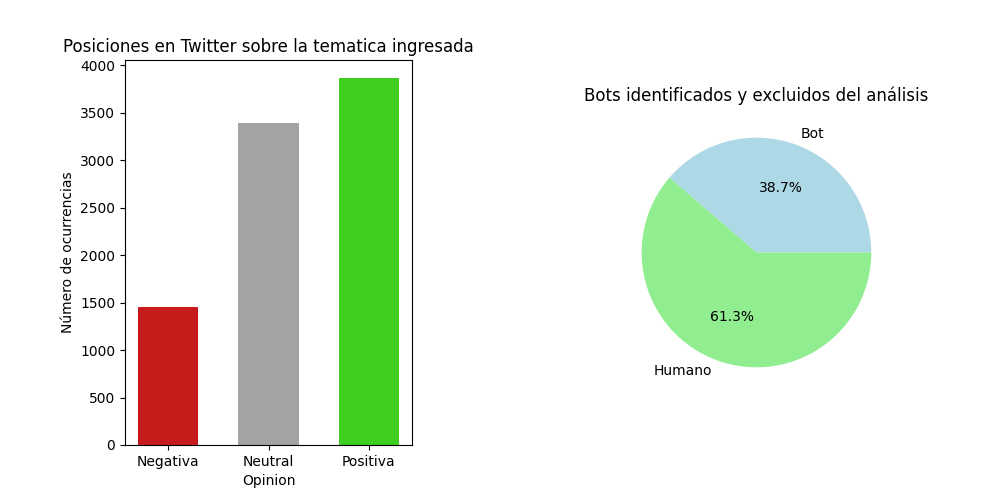 Posiciones en Twitter sobre la tematica ingresada
4000
3500
3000
2500
2000
1500
1000
500
0
Número de ocurrencias
Negativa
Neutral
Positiva
Opinion
Bots identificados y excluidos del análisis
Bot
38.7%
61.3%
Humano